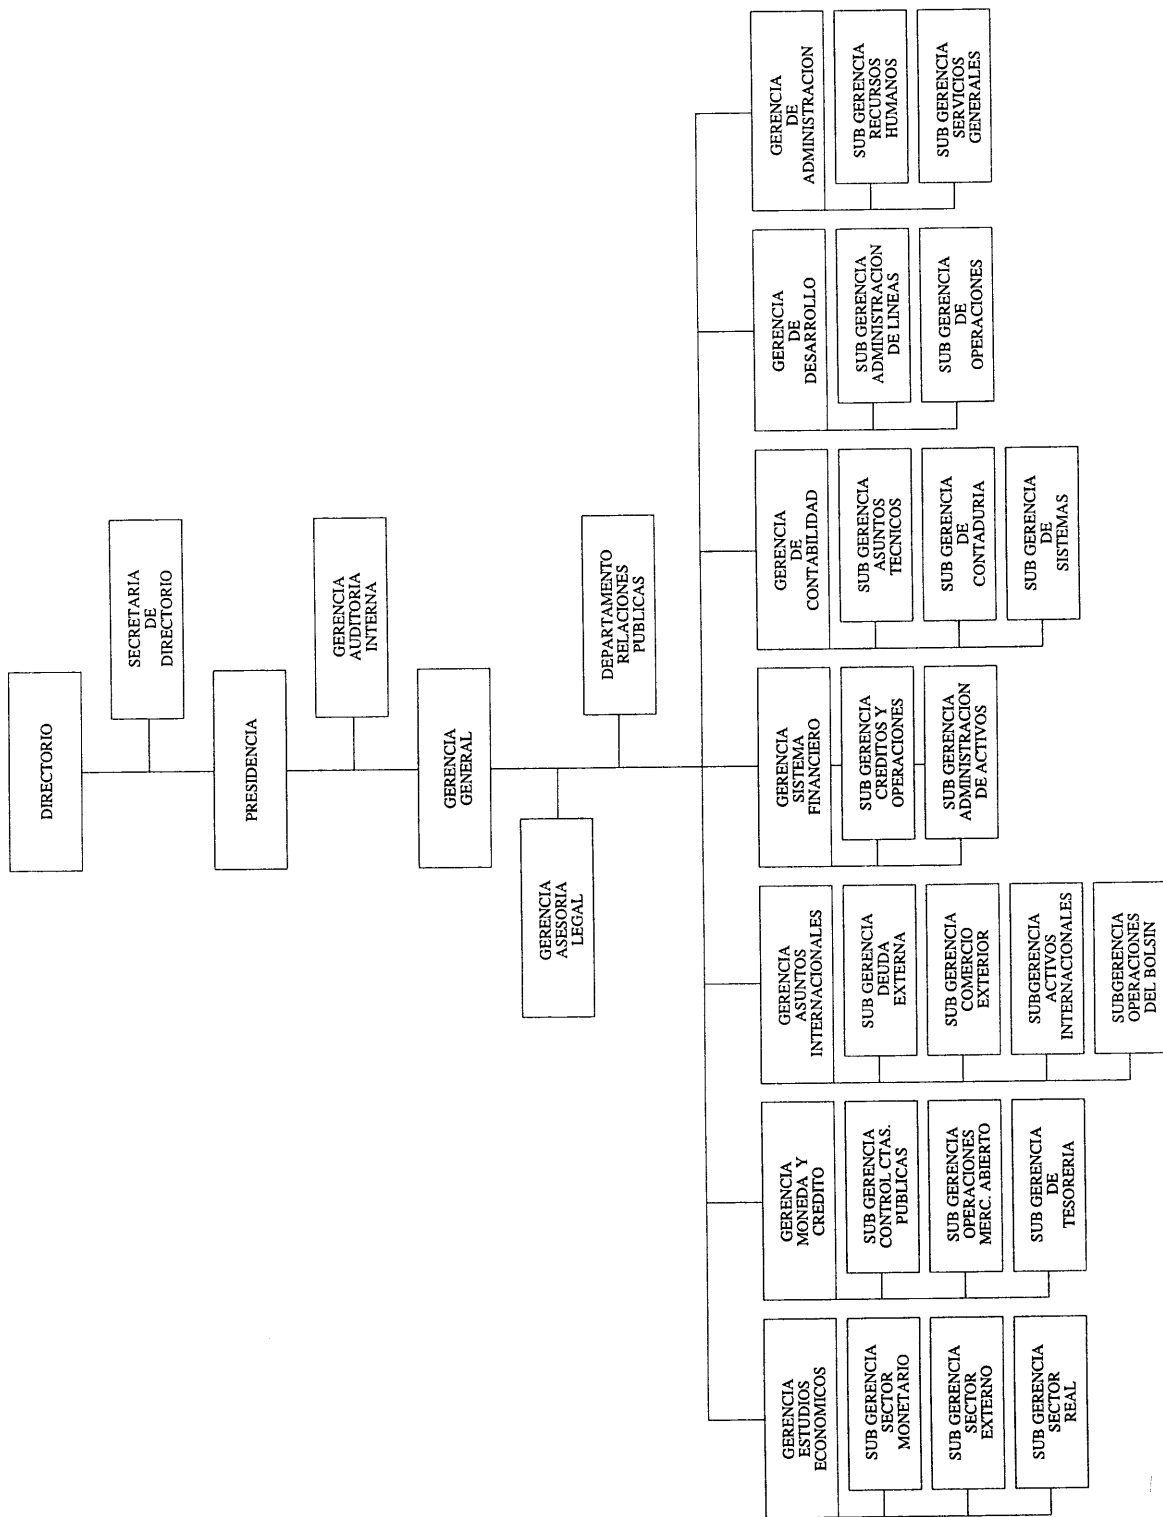 DIRECTORIO
SECRETARIA
DE
DIRECTORIO
PRESIDENCIA
GERENCIA
AUDITORIA
INTERNA
GERENCIA
GENERAL
GERENCIA
ASESORIA
LEGAL
DEPARTAMENTO
RELACIONES
PUBLICAS
GERENCIA
ESTUDIOS
ECONOMICOS
SUB GERENCIA
SECTOR
MONETARIO
SUB GERENCIA
SECTOR
EXTERNO
SUB GERENCIA
SECTOR
REAL
GERENCIA
MONEDA Y
CREDITO
SUB GERENCIA
CONTROL CTAS.
PUBLICAS
SUB GERENCIA
OPERACIONES
MERC. ABIERTO
SUB GERENCIA
DE
TESORERIA
GERENCIA
ASUNTOS
INTERNACIONALES
SUB GERENCIA
DEUDA
EXTERNA
SUB GERENCIA
COMERCIO
EXTERIOR
SUBGERENCIA
ACTIVOS
INTERNACIONALES
SUBGERENCIA
OPERACIONES
DEL BOLSIN
GERENCIA
SISTEMA
FINANCIERO
SUB GERENCIA
CREDITOS Y
OPERACIONES
SUB GERENCIA
ADMINISTRACION
DE ACTIVOS
GERENCIA
DE
CONTABILIDAD
SUB GERENCIA
ASUNTOS
TECNICOS
SUB GERENCIA
DE
CONTADURIA
SUB GERENCIA
DE
SISTEMAS
GERENCIA
DE
DESARROLLO
SUB GERENCIA
ADMINISTRACION
DE LINEAS
SUB GERENCIA
DE
OPERACIONES
GERENCIA
DE
ADMINISTRACION
SUB GERENCIA
RECURSOS
HUMANOS
SUB GERENCIA
SERVICIOS
GENERALES